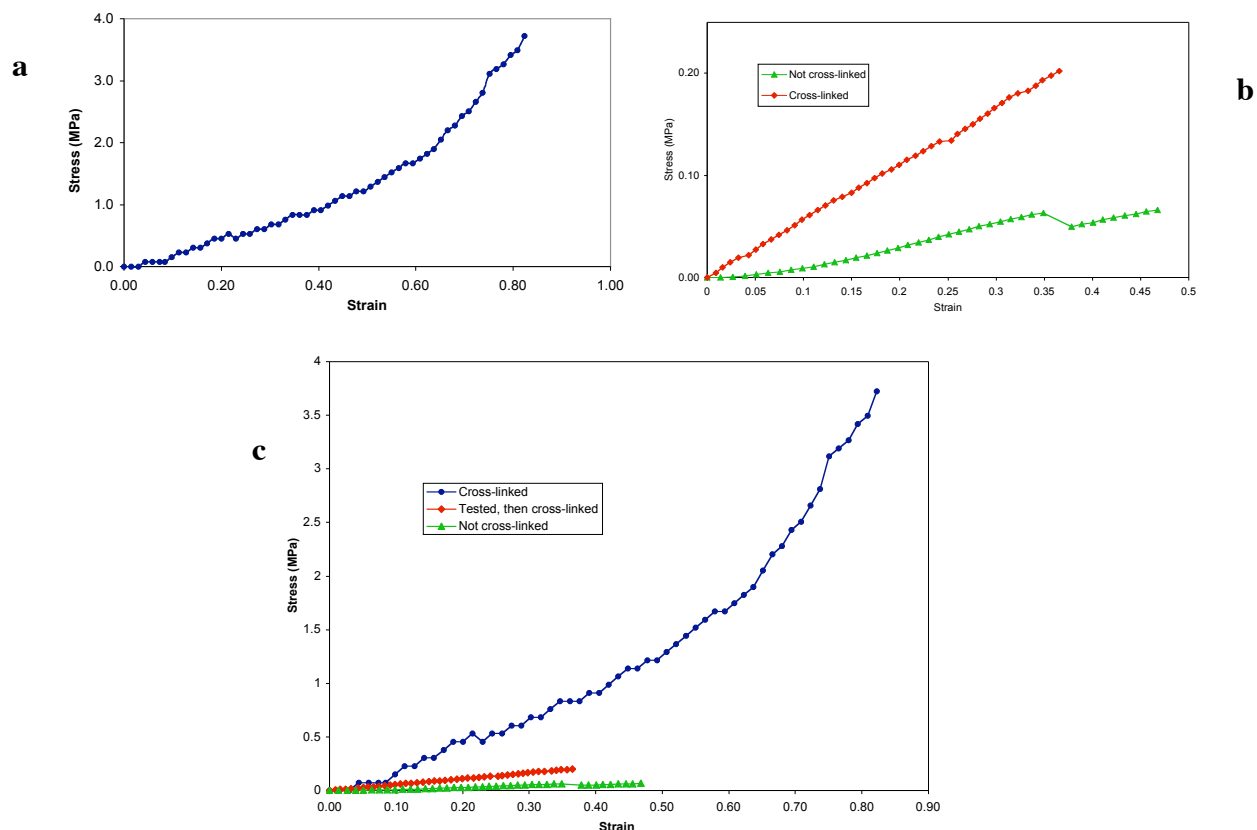 a
4.0
3.0
2.0
1.0
0.0
Stress (MPa)
0.00 0.20 0.40 0.60 0.80 1.00
Strain
b
0.20
0.10
0.00
Stress (MPa)
Not cross-linked
Cross-linked
0 0.05 0.1 0.15 0.2 0.25 0.3 0.35 0.4 0.45 0.5
Strain
c
4
3.5
3
2.5
2
1.5
1
0.5
0
Stress (MPa)
Cross-linked
Tested, then cross-linked
Not cross-linked
0.00 0.10 0.20 0.30 0.40 0.50 0.60 0.70 0.80 0.90
Strain